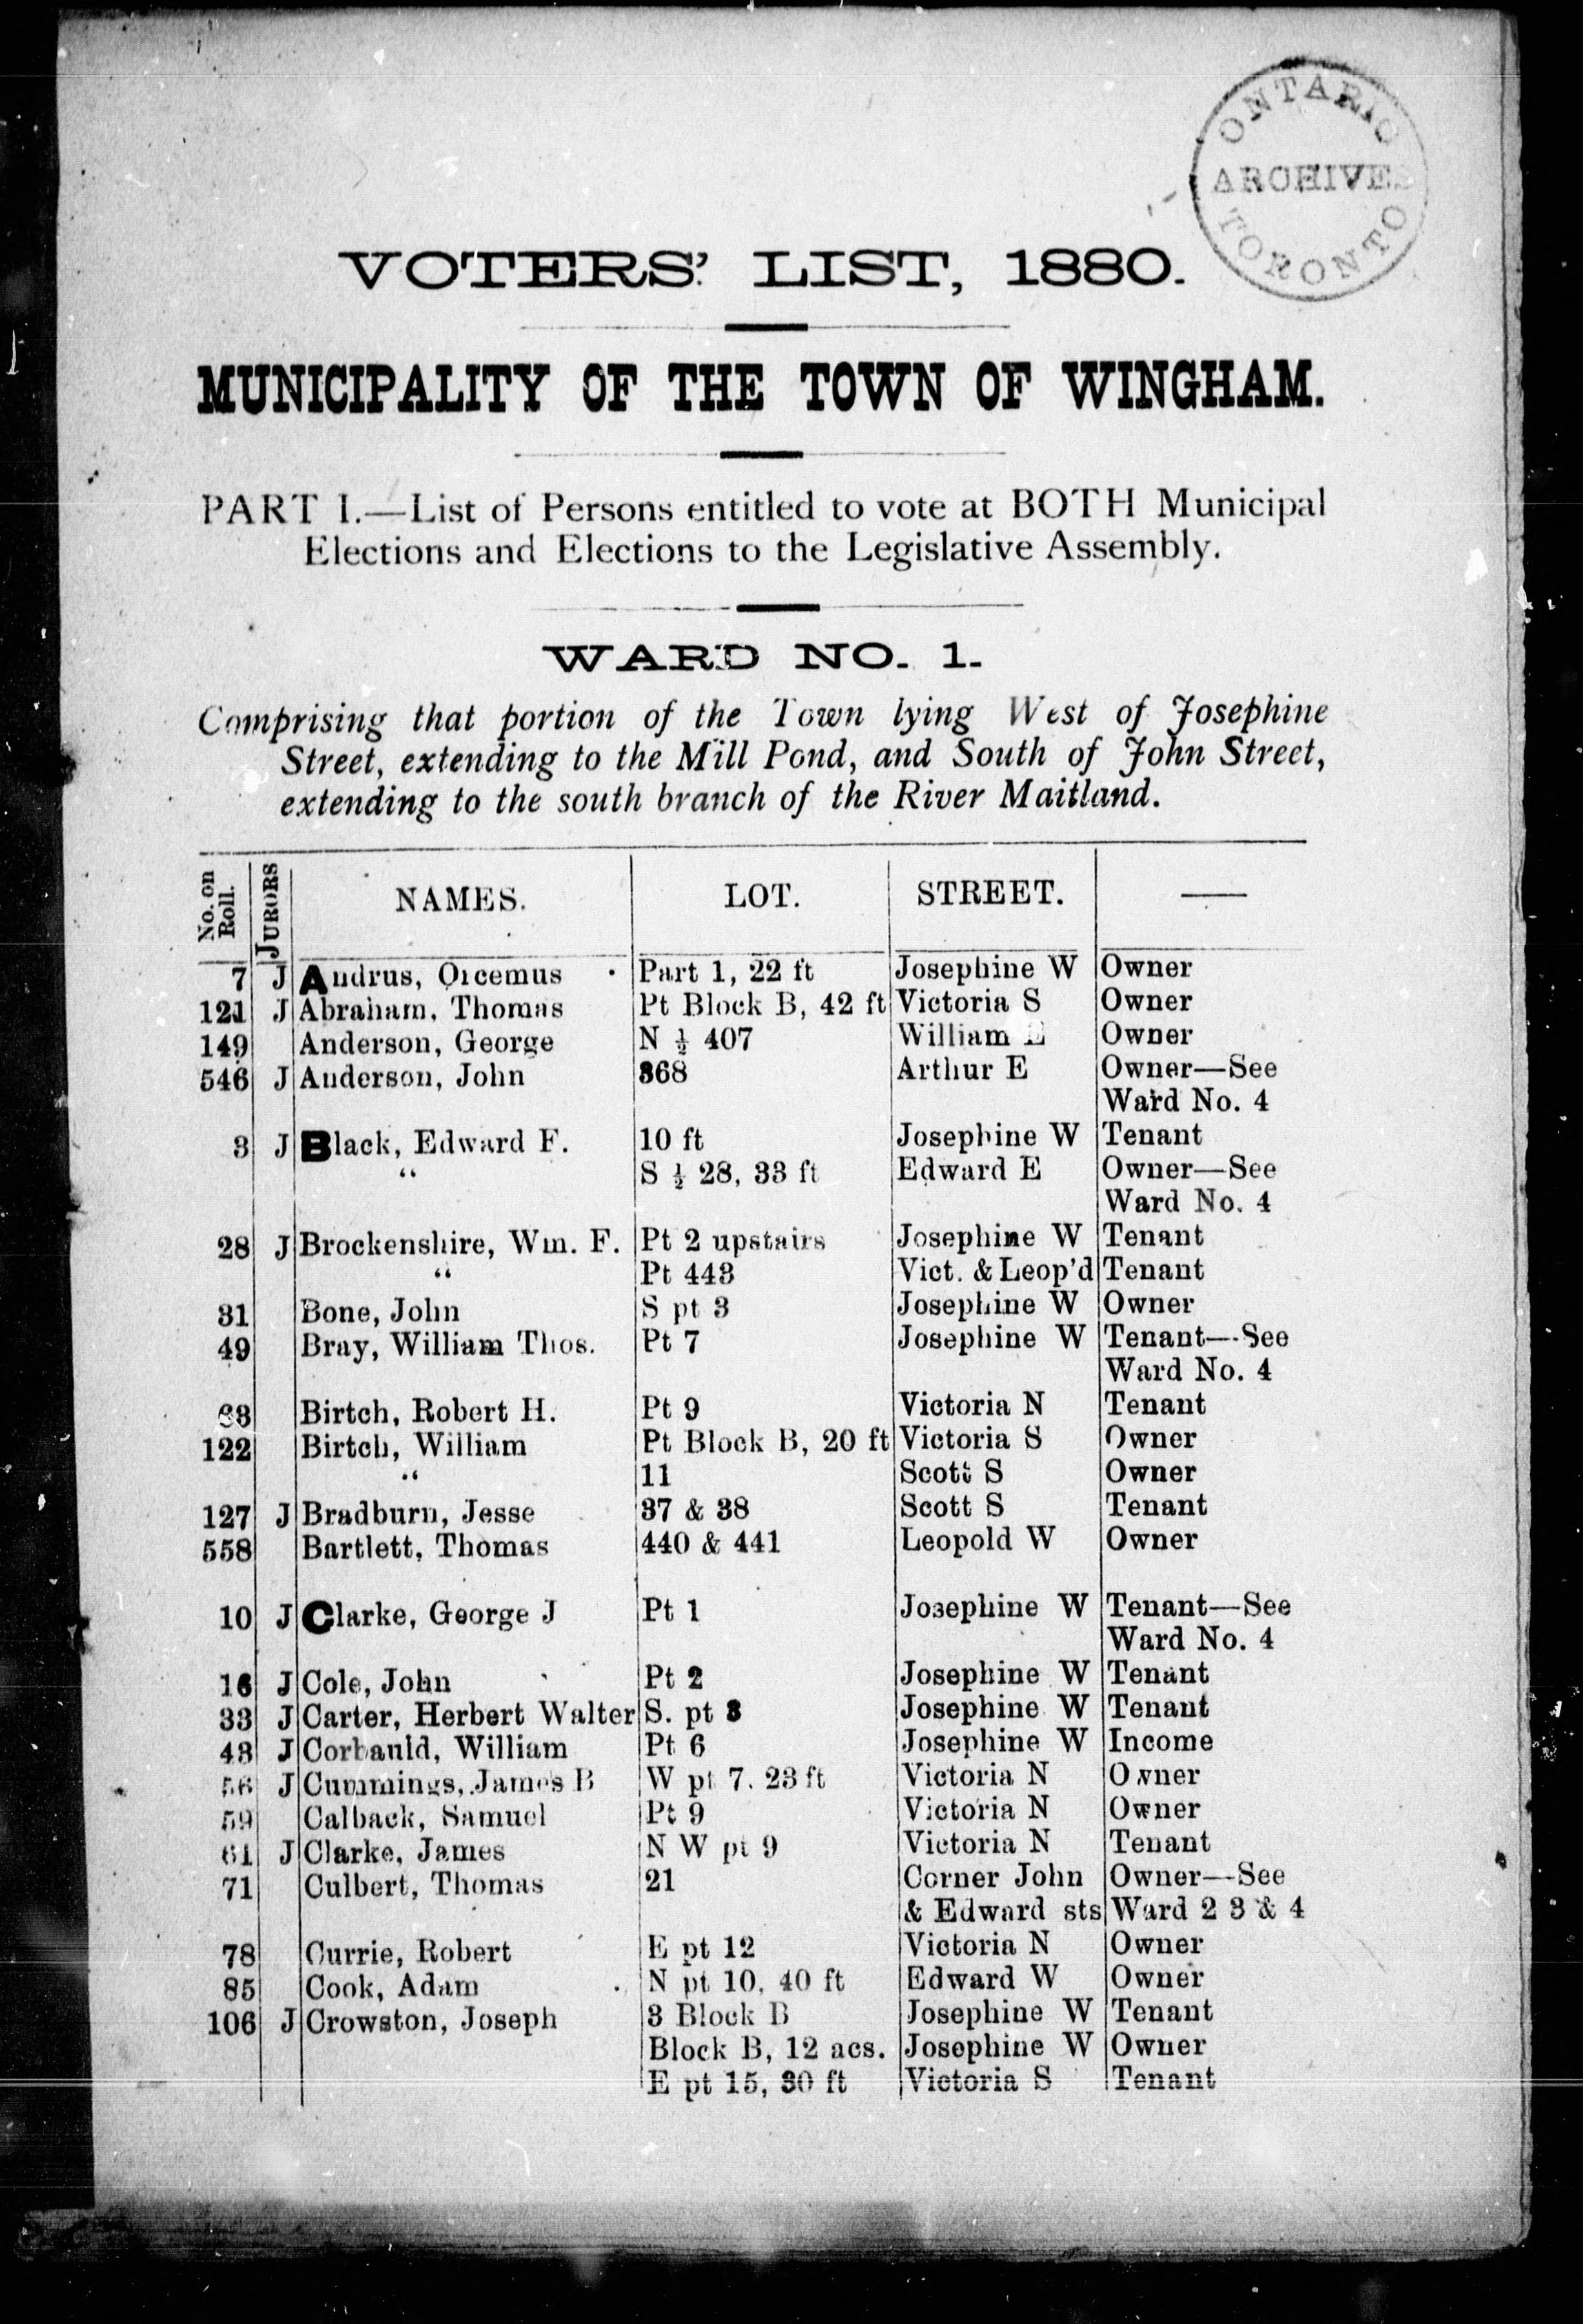 ONTARIO
ARCHIVES
TORONTO
VOTERS' LIST, 1880.
MUNICIPALITY OF THE TOWN OF WINGHAM.
PART I.—List of Persons entitled to vote at BOTH Municipal
Elections and Elections to the Legislative Assembly.
WARD NO. 1.
Comprising that portion of the Town lying West of Josephine
Street, extending to the Mill Pond, and South of John Street,
extending to the south branch of the River Maitland.
No. on Roll. JURORS NAMES. LOT. STREET. —
7 J Andrus, Orcemus Part 1, 22 ft Josephine W Owner
121 J Abraham, Thomas Pt Block B, 42 ft Victoria S Owner
149 Anderson, George N ½ 407 William E Owner
546 J Anderson, John 368 Arthur E Owner—See
Ward No. 4
3 J Black, Edward F. 10 ft Josephine W Tenant
“ S ½ 28, 33 ft Edward E Owner—See
Ward No. 4
28 J Brockenshire, Wm. F. Pt 2 upstairs Josephine W Tenant
“ Pt 443 Vict. & Leop'd Tenant
31 Bone, John S pt 3 Josephine W Owner
49 Bray, William Thos. Pt 7 Josephine W Tenant—See
Ward No. 4
63 Birtch, Robert H. Pt 9 Victoria N Tenant
122 Birtch, William Pt Block B, 20 ft Victoria S Owner
“ 11 Scott S Owner
127 J Bradburn, Jesse 37 & 38 Scott S Tenant
558 Bartlett, Thomas 440 & 441 Leopold W Owner
10 J Clarke, George J Pt 1 Josephine W Tenant—See
Ward No. 4
16 J Cole, John Pt 2 Josephine W Tenant
33 J Carter, Herbert Walter S. pt 3 Josephine W Tenant
43 J Corbauld, William Pt 6 Josephine W Income
56 J Cummings, James B W pt 7. 23 ft Victoria N Owner
59 Calback, Samuel Pt 9 Victoria N Owner
61 J Clarke, James N W pt 9 Victoria N Tenant
71 Culbert, Thomas 21 Corner John Owner—See
& Edward sts Ward 2 3 & 4
78 Currie, Robert E pt 12 Victoria N Owner
85 Cook, Adam N pt 10, 40 ft Edward W Owner
106 J Crowston, Joseph 3 Block B Josephine W Tenant
Block B, 12 acs. Josephine W Owner
E pt 15, 30 ft Victoria S Tenant